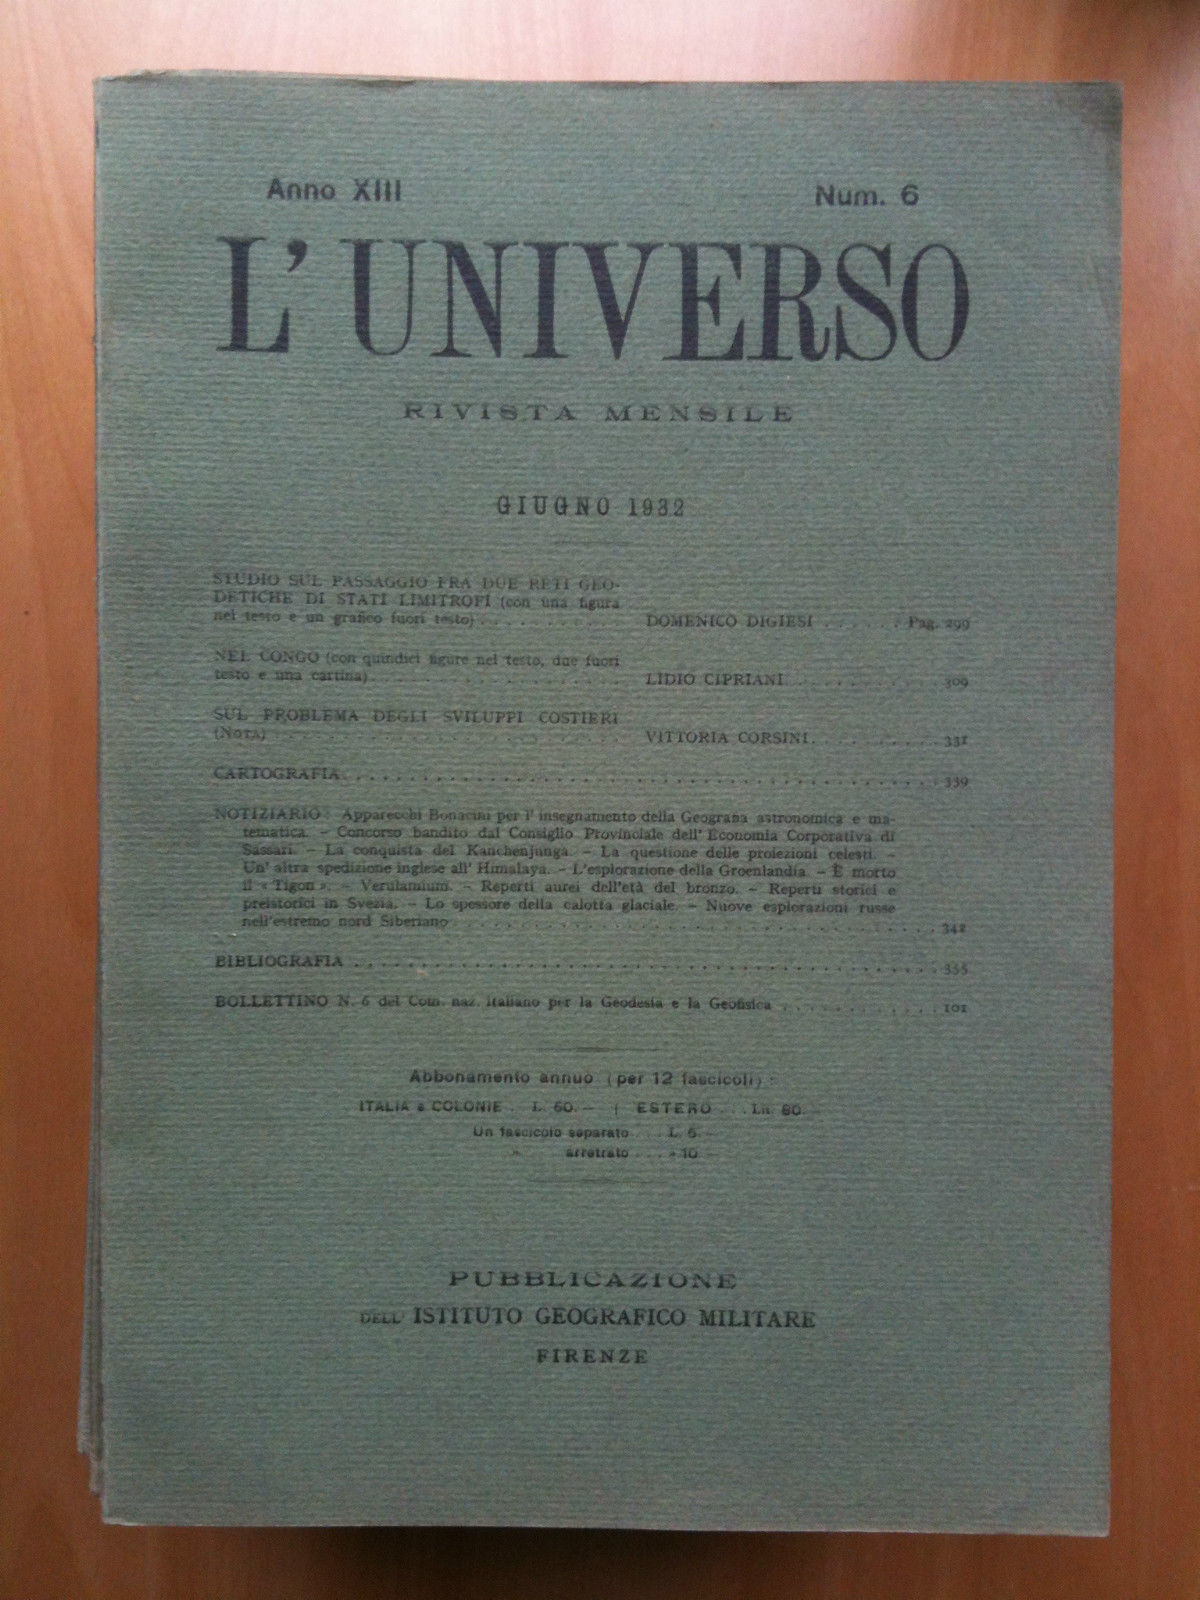 Anno XIII Num. 6
L'UNIVERSO
RIVISTA MENSILE
GIUGNO 1932
STUDIO SUL PASSAGGIO FRA DUE RETI GEO-
DETICHE DI STATI LIMITROFI (con una figura
nel testo e un grafico fuori testo) . . . . . . . . . . DOMENICO DIGIESI . . . . . . Pag. 299
NEL CONGO (con quindici figure nel testo, due fuori
testo e una cartina) . . . . . . . . . . . . . . . . . LIDIO CIPRIANI . . . . . . . . . . 309
SUL PROBLEMA DEGLI SVILUPPI COSTIERI
(NOTA) . . . . . . . . . . . . . . . . . . . . . . . VITTORIA CORSINI . . . . . . . . . 331
CARTOGRAFIA . . . . . . . . . . . . . . . . . . . . . . . . . . . . . . . . . . . . 339
NOTIZIARIO: Apparecchi Bonacini per l'insegnamento della Geografia astronomica e ma-
tematica. – Concorso bandito dal Consiglio Provinciale dell'Economia Corporativa di
Sassari. – La conquista del Kanchenjunga. – La questione delle proiezioni celesti. –
Un'altra spedizione inglese all'Himalaya. – L'esplorazione della Groenlandia. – È morto
il « Tigon ». – Verulamium. – Reperti aurei dell'età del bronzo. – Reperti storici e
preistorici in Svezia. – Lo spessore della calotta glaciale. – Nuove esplorazioni russe
nell'estremo nord Siberiano . . . . . . . . . . . . . . . . . . . . . . . . . . . . 342
BIBLIOGRAFIA . . . . . . . . . . . . . . . . . . . . . . . . . . . . . . . . . . . 355
BOLLETTINO N. 6 del Com. naz. italiano per la Geodesia e la Geofisica . . . . . . . . . . . . 101
Abbonamento annuo (per 12 fascicoli) :
ITALIA e COLONIE . L. 50.– | ESTERO . . . Lit. 80.–
Un fascicolo separato . . . L. 5.–
» arretrato . . . » 10.–
PUBBLICAZIONE
DELL' ISTITUTO GEOGRAFICO MILITARE
FIRENZE